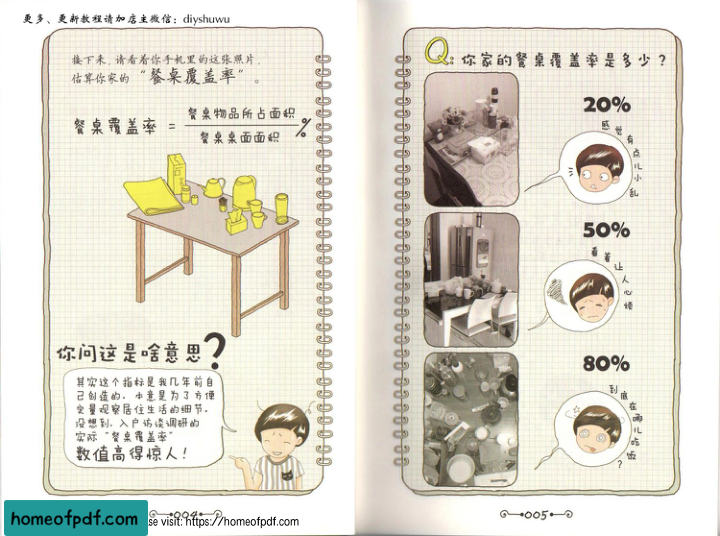 更多、更新教程请加店主微信：diyshuwu
接下来，请看看你手机里的这张照片，
估算你家的“餐桌覆盖率”。
餐桌覆盖率 = 餐桌物品所占面积
餐桌桌面面积 %
你问这是啥意思?
其实这个指标是我几年前自
己创造的，本意是为了方便
定量观察居住生活的细节。
没想到，入户访谈调研的
实际“餐桌覆盖率”
数值高得惊人！
004
homeofpdf.com
se visit: https://homeofpdf.com
Q: 你家的餐桌覆盖率是多少？
20%
感觉有点儿小乱
50%
看着让人心烦
80%
到底在哪儿吃饭？
005